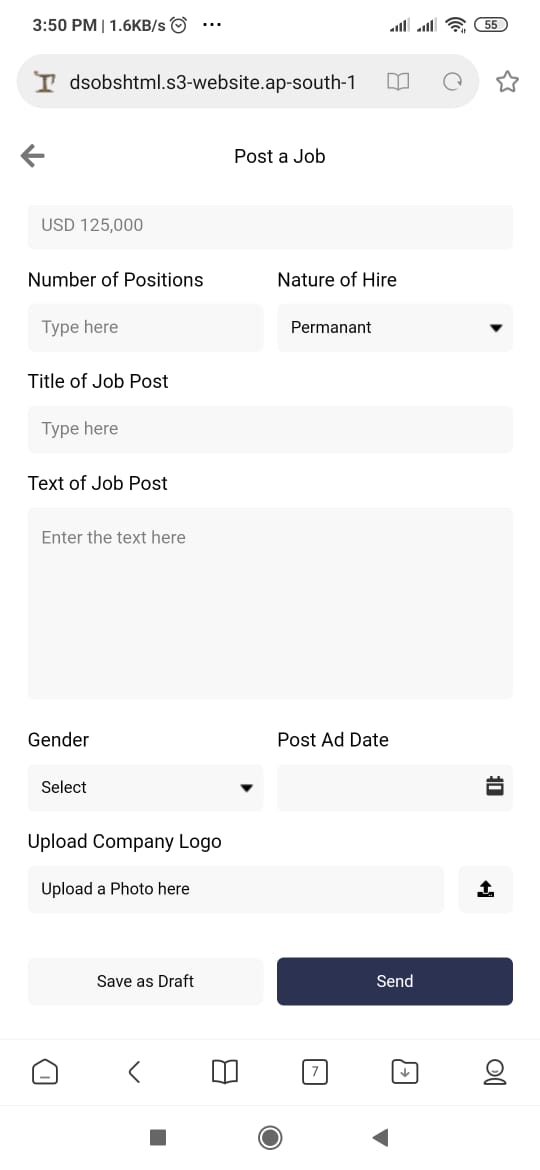 3:50 PM | 1.6KB/s ... 55
dsobshtml.s3-website.ap-south-1
Post a Job
USD 125,000
Number of Positions Nature of Hire
Type here Permanant
Title of Job Post
Type here
Text of Job Post
Enter the text here
Gender Post Ad Date
Select
Upload Company Logo
Upload a Photo here
Save as Draft Send
7